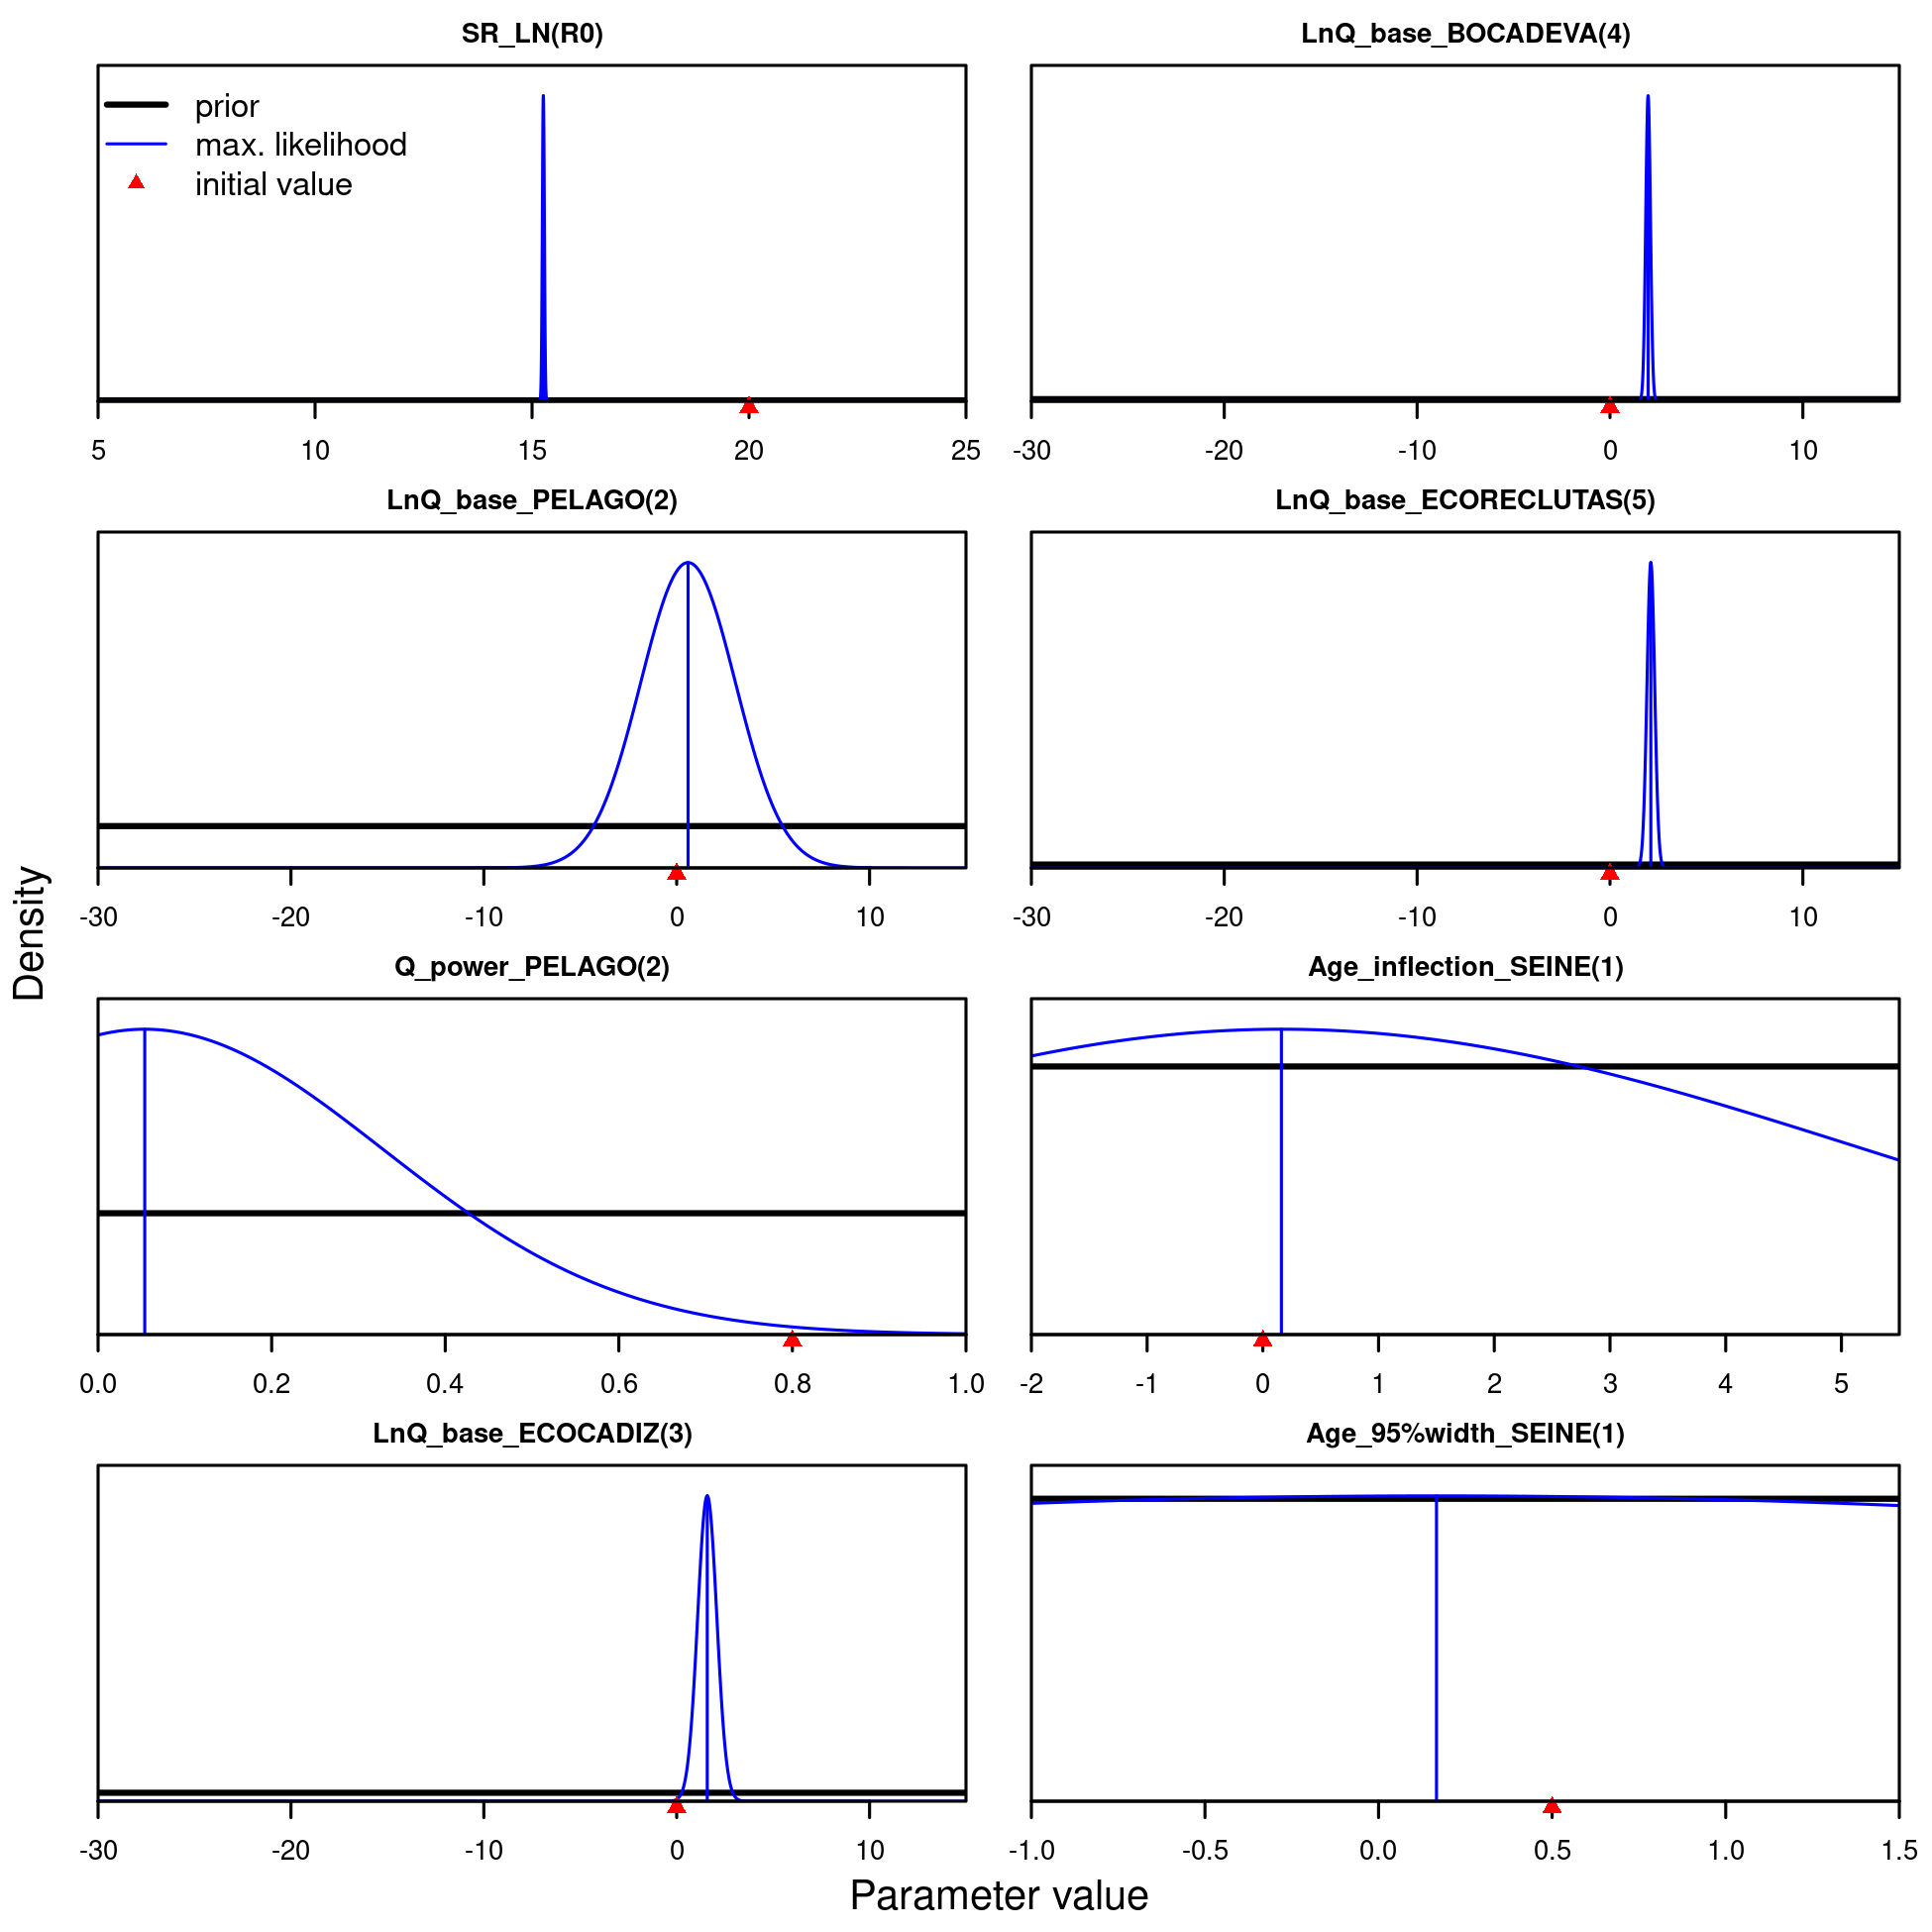 SR_LN(R0)
prior
max. likelihood
initial value
5 10 15 20 25
LnQ_base_BOCADEVA(4)
-30 -20 -10 0 10
LnQ_base_PELAGO(2)
-30 -20 -10 0 10
LnQ_base_ECORECLUTAS(5)
-30 -20 -10 0 10
Density
Q_power_PELAGO(2)
0.0 0.2 0.4 0.6 0.8 1.0
Age_inflection_SEINE(1)
-2 -1 0 1 2 3 4 5
LnQ_base_ECOCADIZ(3)
-30 -20 -10 0 10
Age_95%width_SEINE(1)
-1.0 -0.5 0.0 0.5 1.0 1.5
Parameter value